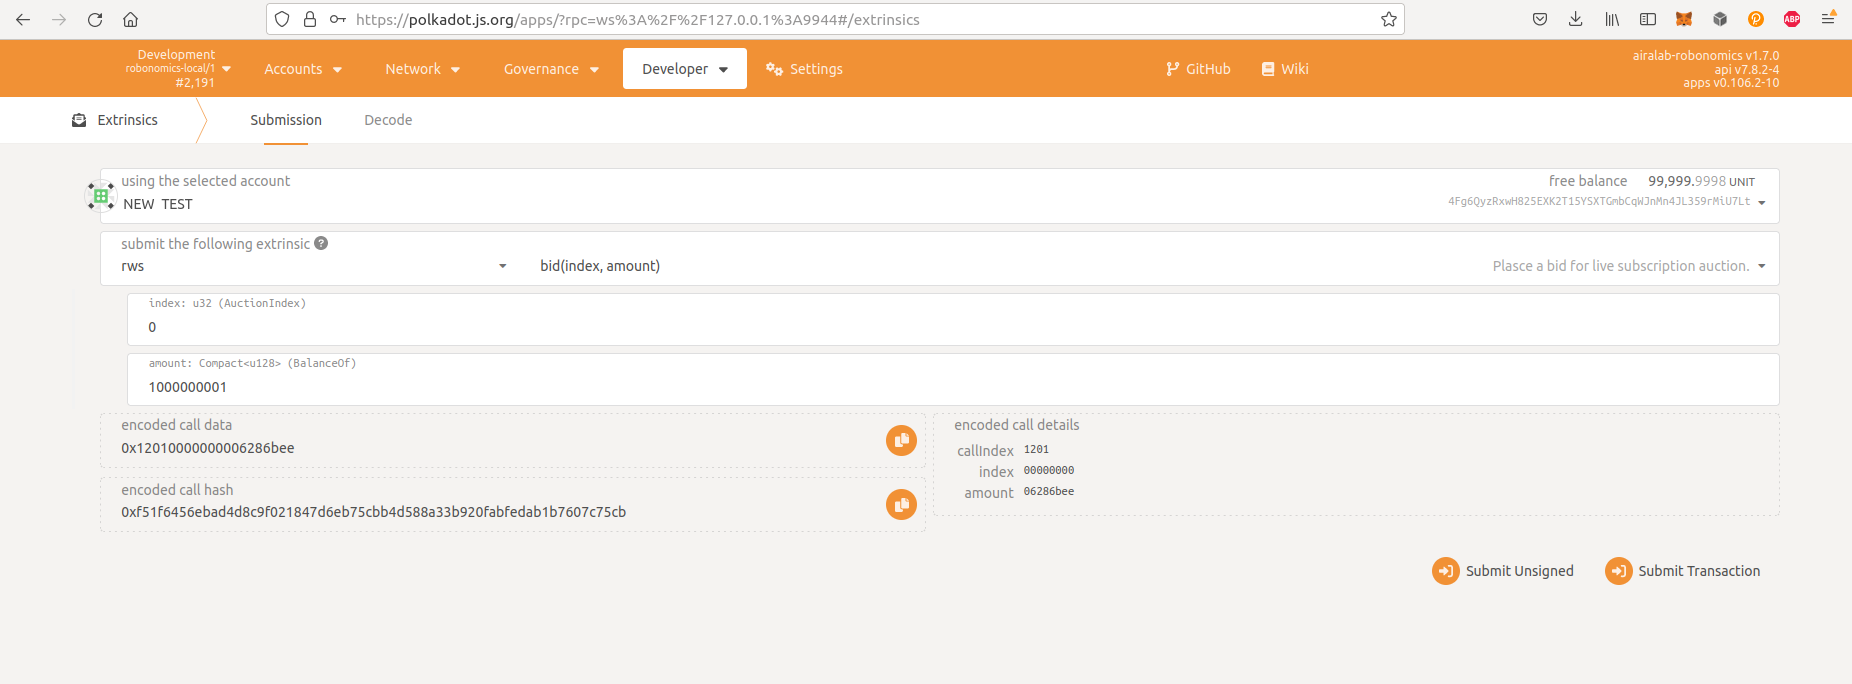 https://polkadot.js.org/apps/?rpc=ws%3A%2F%2F127.0.0.1%3A9944#/extrinsics
ABP
Development
robonomics-local/1
#2,191
Accounts
Network
Governance
Developer
Settings
GitHub
Wiki
airalab-robonomics v1.7.0
api v7.8.2-4
apps v0.106.2-10
Extrinsics
Submission
Decode
using the selected account
NEW TEST
free balance 99,999.9998 UNIT
4Fg6QyzRxwH825EXK2T15YSXTGmbCqWJnMn4JL359rMiU7Lt
submit the following extrinsic ?
rws
bid(index, amount)
Plasce a bid for live subscription auction.
index: u32 (AuctionIndex)
0
amount: Compact<u128> (BalanceOf)
1000000001
encoded call data
0x12010000000006286bee
encoded call details
callIndex 1201
index 00000000
amount 06286bee
encoded call hash
0xf51f6456ebad4d8c9f021847d6eb75cbb4d588a33b920fabfedab1b7607c75cb
Submit Unsigned
Submit Transaction